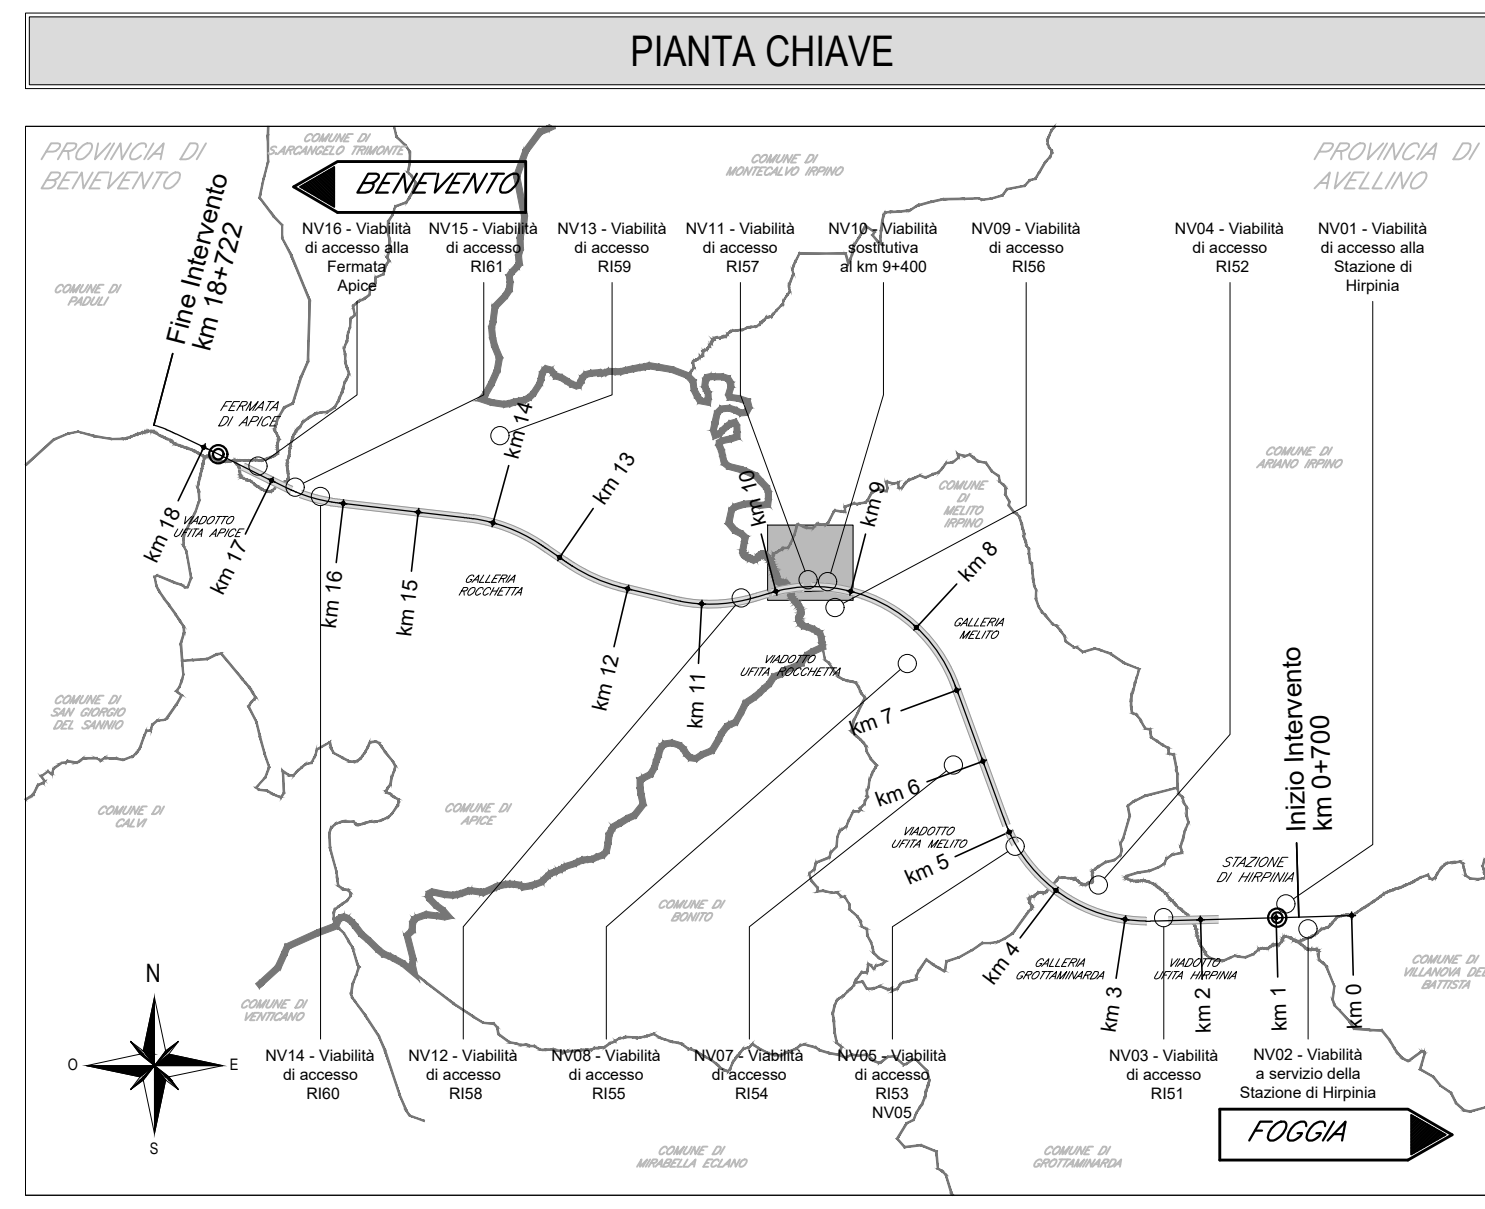 PIANTA CHIAVE
PROVINCIA DI
BENEVENTO
COMUNE DI
S.ARCANGELO TRIMONTE
COMUNE DI
MONTECALVO IRPINO
PROVINCIA DI
AVELLINO
BENEVENTO
Fine Intervento
km 18+722
NV16 - Viabilità
di accesso alla
Fermata
Apice
NV15 - Viabilità
di accesso
RI61
NV13 - Viabilità
di accesso
RI59
NV11 - Viabilità
di accesso
RI57
NV10 - Viabilità
sostitutiva
al km 9+400
NV09 - Viabilità
di accesso
RI56
NV04 - Viabilità
di accesso
RI52
NV01 - Viabilità
di accesso alla
Stazione di
Hirpinia
COMUNE DI
PADULI
FERMATA
DI APICE
km 14
km 13
km 10
km 9
COMUNE
DI
MELITO
IRPINO
COMUNE DI
ARIANO IRPINO
km 18
VIADOTTO
UFITA APICE
km 17
km 16
km 15
GALLERIA
ROCCHETTA
km 12
km 11
km 8
GALLERIA
MELITO
VIADOTTO
UFITA ROCCHETTA
COMUNE DI
SAN GIORGIO
DEL SANNIO
km 7
km 6
Inizio Intervento
km 0+700
COMUNE DI
CALVI
COMUNE DI
APICE
VIADOTTO
UFITA MELITO
km 5
STAZIONE
DI HIRPINIA
COMUNE DI
BONITO
km 4
GALLERIA
GROTTAMINARDA
km 3
VIADOTTO
UFITA HIRPINIA
km 2
km 1
km 0
COMUNE DI
VILLANOVA DEL
BATTISTA
COMUNE DI
VENTICANO
N
O
E
S
NV14 - Viabilità
di accesso
RI60
NV12 - Viabilità
di accesso
RI58
NV08 - Viabilità
di accesso
RI55
NV07 - Viabilità
di accesso
RI54
NV05 - Viabilità
di accesso
RI53
NV05
NV03 - Viabilità
di accesso
RI51
NV02 - Viabilità
a servizio della
Stazione di Hirpinia
FOGGIA
COMUNE DI
MIRABELLA ECLANO
COMUNE DI
GROTTAMINARDA